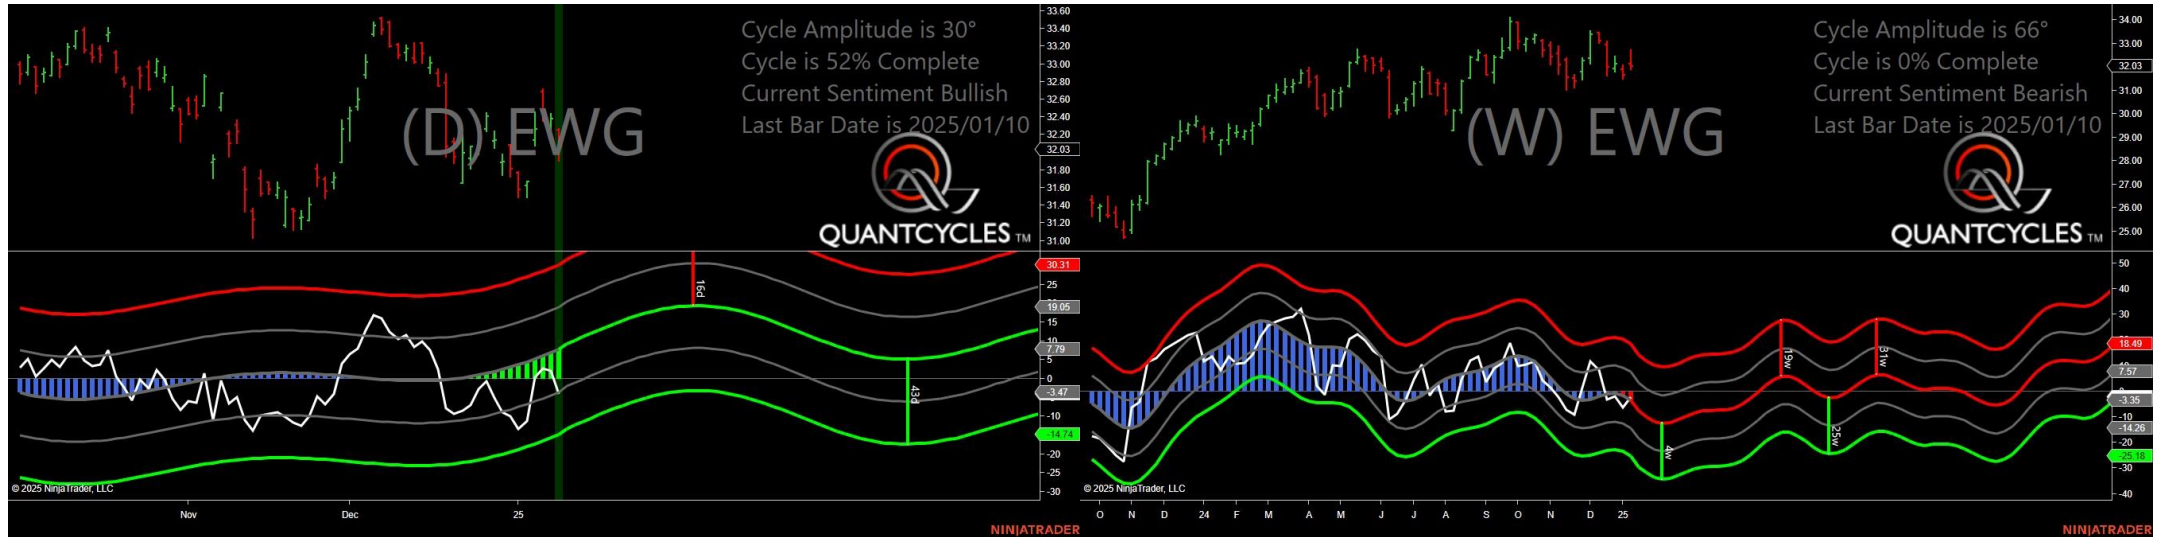 Cycle Amplitude is 30°
Cycle is 52% Complete
Current Sentiment Bullish
Last Bar Date is 2025/01/10
(D) EWG
QUANTCYCLES TM
33.60
33.40
33.20
33.00
32.80
32.60
32.40
32.20
32.03
31.80
31.60
31.40
31.20
31.00
16d
43d
30.31
25
19.05
15
7.79
5
0
-3.47
-10
-14.74
-20
-25
-30
© 2025 NinjaTrader, LLC
Nov Dec 25
NINJATRADER
Cycle Amplitude is 66°
Cycle is 0% Complete
Current Sentiment Bearish
Last Bar Date is 2025/01/10
(W) EWG
QUANTCYCLES TM
34.00
33.00
32.03
31.00
30.00
29.00
28.00
27.00
26.00
25.00
19w
31w
4w
25w
50
40
30
18.49
7.57
-3.35
-10
-14.26
-20
-25.18
-30
-40
© 2025 NinjaTrader, LLC
O N D 24 F M A M J J A S O N D 25
NINJATRADER